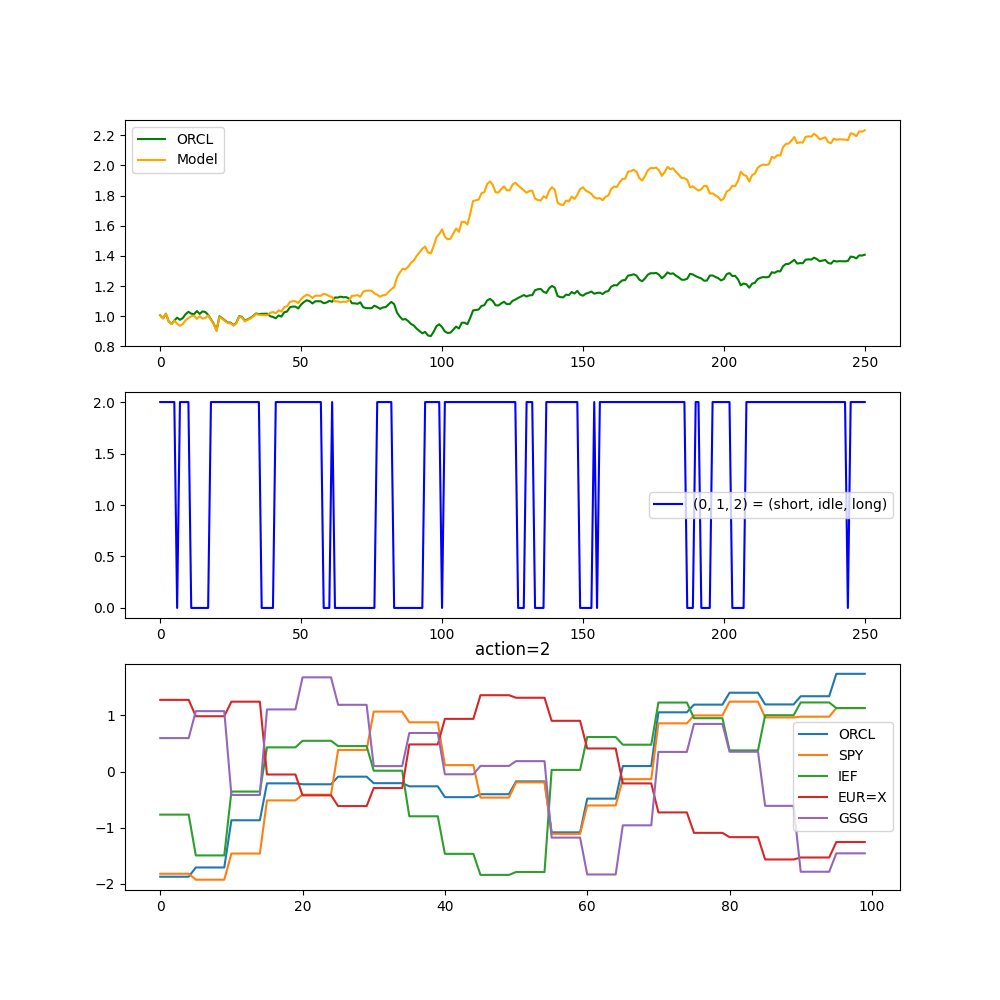 2.2
2.0
1.8
1.6
1.4
1.2
1.0
0.8
ORCL
Model
0 50 100 150 200 250
2.0
1.5
1.0
0.5
0.0
(0, 1, 2) = (short, idle, long)
0 50 100 150 200 250
action=2
1
0
−1
−2
ORCL
SPY
IEF
EUR=X
GSG
0 20 40 60 80 100